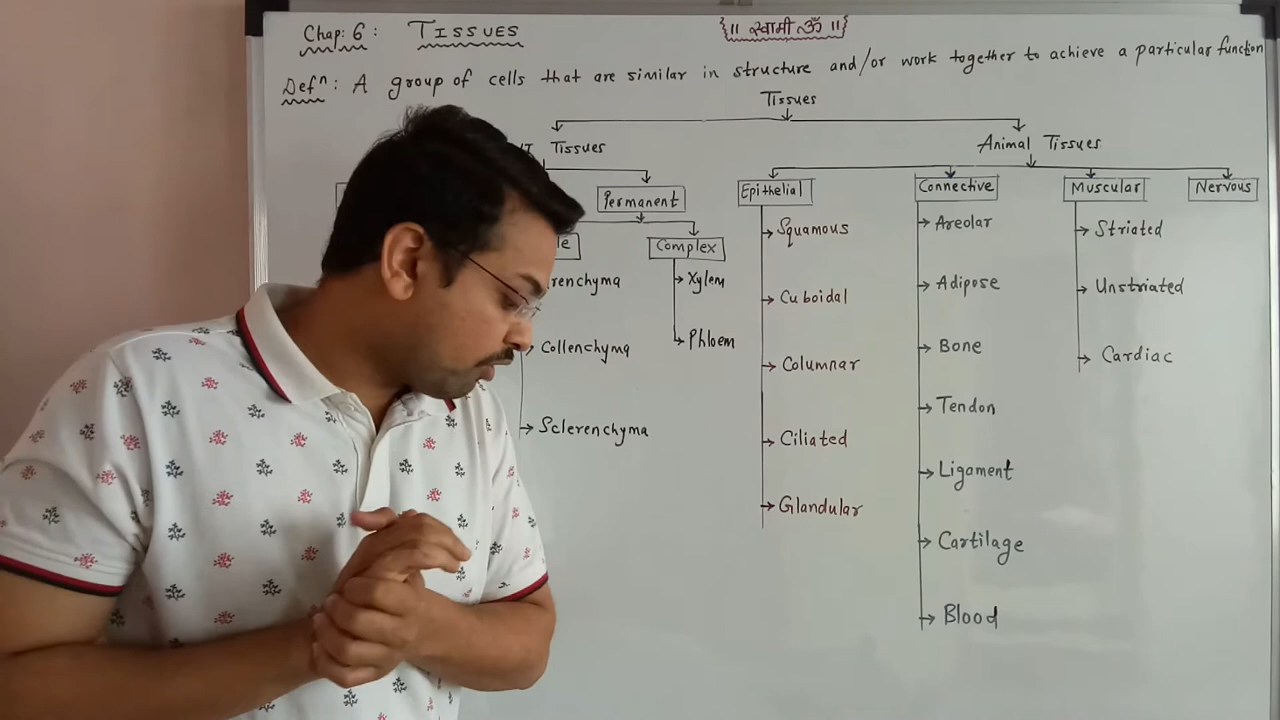 Chap: 6 : TISSUES
{|| स्वामी ॐ ||}
Defⁿ : A group of cells that are similar in structure and/or work together to achieve a particular function
Tissues
Tissues
Animal Tissues
Permanent
Epithelial
Connective
Muscular
Nervous
Complex
Xylem
Phloem
renchyma
Collenchyma
Sclerenchyma
Squamous
Cuboidal
Columnar
Ciliated
Glandular
Areolar
Adipose
Bone
Tendon
Ligament
Cartilage
Blood
Striated
Unstriated
Cardiac